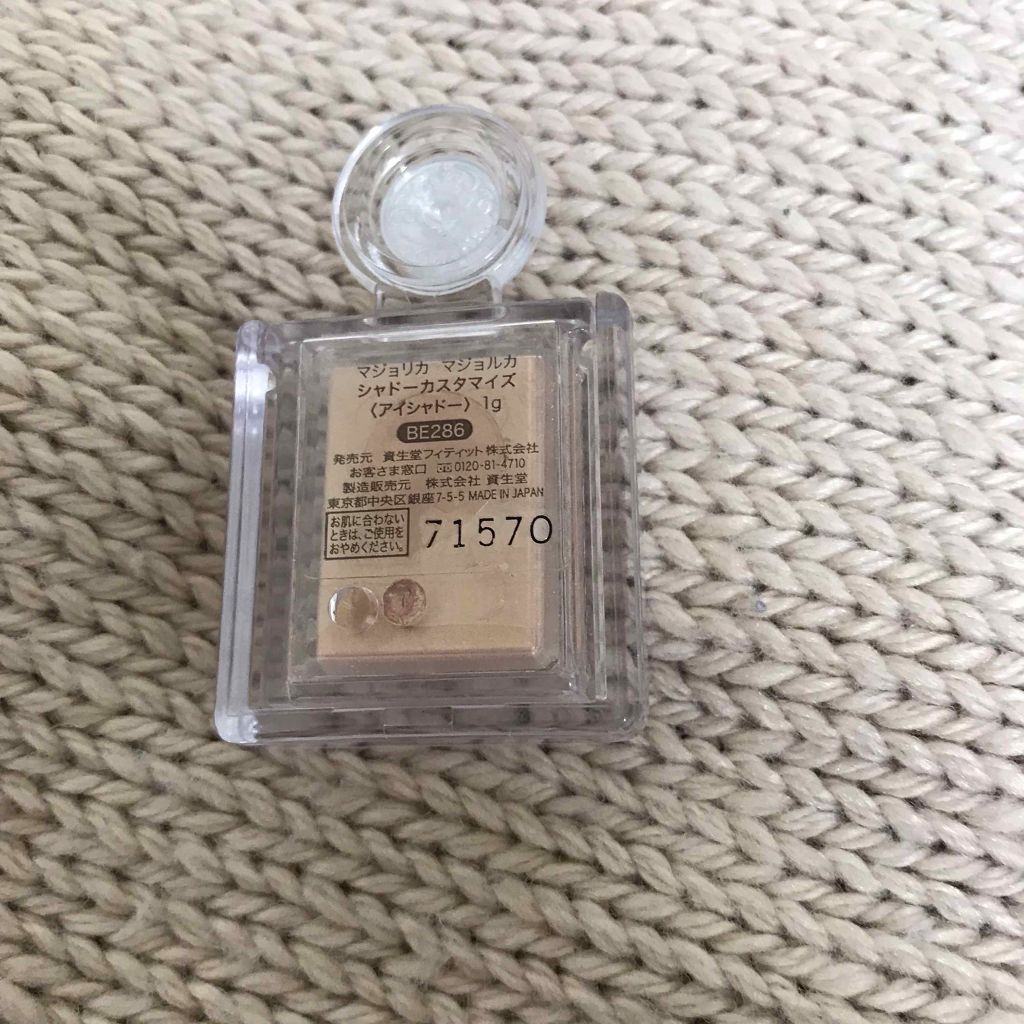 マジョリカ マジョルカ
シャドーカスタマイズ
〈アイシャドー〉 1g
BE286
発売元 資生堂フィティット株式会社
お客さま窓口 0120-81-4710
製造販売元 株式会社 資生堂
東京都中央区銀座7-5-5 MADE IN JAPAN
お肌に合わない
ときは、ご使用を
おやめください。
71570